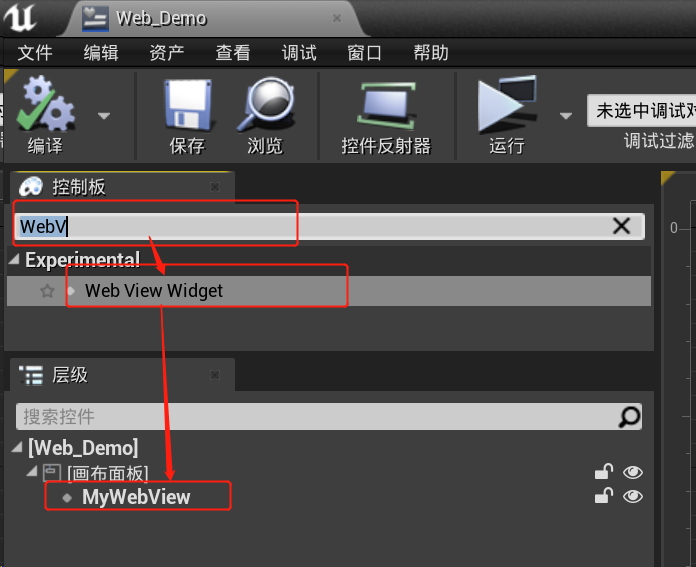 Web_Demo
文件 编辑 资产 查看 调试 窗口 帮助
编译 保存 浏览 控件反射器 运行 未选中调试对
调试过滤
控制板
WebV
0
Experimental
Web View Widget
层级
搜索控件
[Web_Demo]
[画布面板]
MyWebView